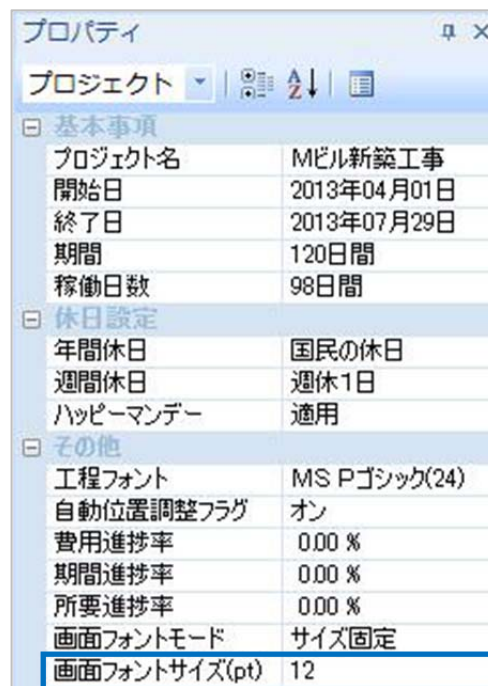 プロパティ
プロジェクト
基本事項
プロジェクト名 Mビル新築工事
開始日 2013年04月01日
終了日 2013年07月29日
期間 120日間
稼働日数 98日間
休日設定
年間休日 国民の休日
週間休日 週休1日
ハッピーマンデー 適用
その他
工程フォント MS Pゴシック(24)
自動位置調整フラグ オン
費用進捗率 0.00 %
期間進捗率 0.00 %
所要進捗率 0.00 %
画面フォントモード サイズ固定
画面フォントサイズ(pt) 12